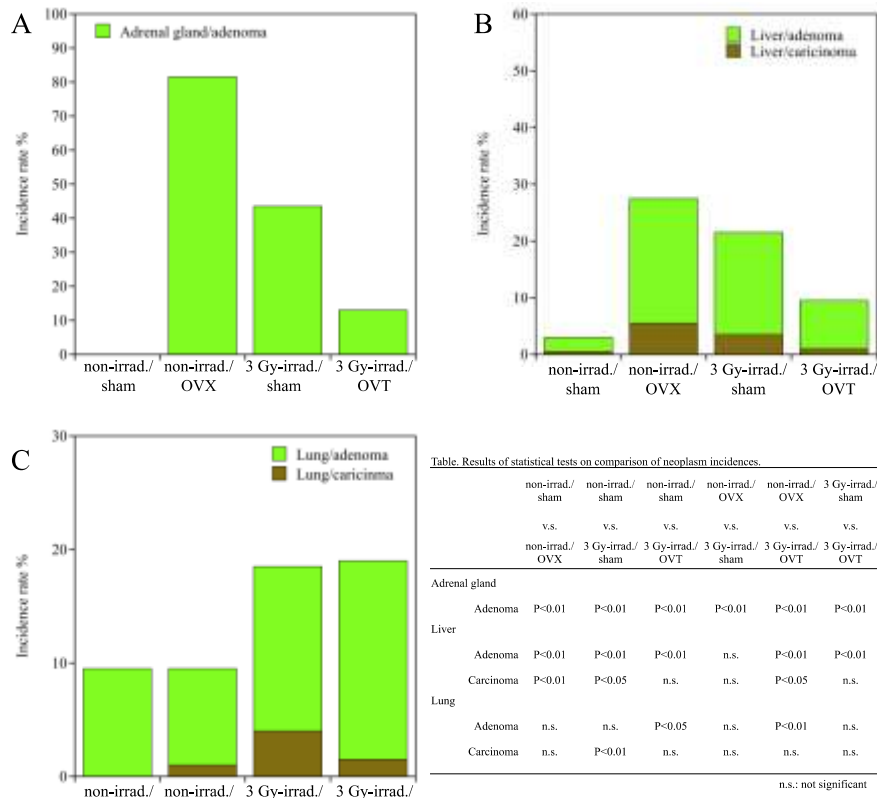 A
Adrenal gland/adenoma
Incidence rate %
100
90
80
70
60
50
40
30
20
10
0
non-irrad./ non-irrad./ 3 Gy-irrad./ 3 Gy-irrad./
sham OVX sham OVT
B
Liver/adenoma
Liver/caricinoma
Incidence rate %
60
50
40
30
20
10
0
non-irrad./ non-irrad./ 3 Gy-irrad./ 3 Gy-irrad./
sham OVX sham OVT
C
Lung/adenoma
Lung/caricinma
Incidence rate %
30
20
10
0
non-irrad./ non-irrad./ 3 Gy-irrad./ 3 Gy-irrad./
Table. Results of statistical tests on comparison of neoplasm incidences.
non-irrad./ non-irrad./ non-irrad./ non-irrad./ non-irrad./ 3 Gy-irrad./
sham sham sham OVX OVX sham
v.s. v.s. v.s. v.s. v.s. v.s.
non-irrad./ 3 Gy-irrad./ 3 Gy-irrad./ 3 Gy-irrad./ 3 Gy-irrad./ 3 Gy-irrad./
OVX sham OVT sham OVT OVT
Adrenal gland
Adenoma P<0.01 P<0.01 P<0.01 P<0.01 P<0.01 P<0.01
Liver
Adenoma P<0.01 P<0.01 P<0.01 n.s. P<0.01 P<0.01
Carcinoma P<0.01 P<0.05 n.s. n.s. P<0.05 n.s.
Lung
Adenoma n.s. n.s. P<0.05 n.s. P<0.01 n.s.
Carcinoma n.s. P<0.01 n.s. n.s. n.s. n.s.
n.s.: not significant